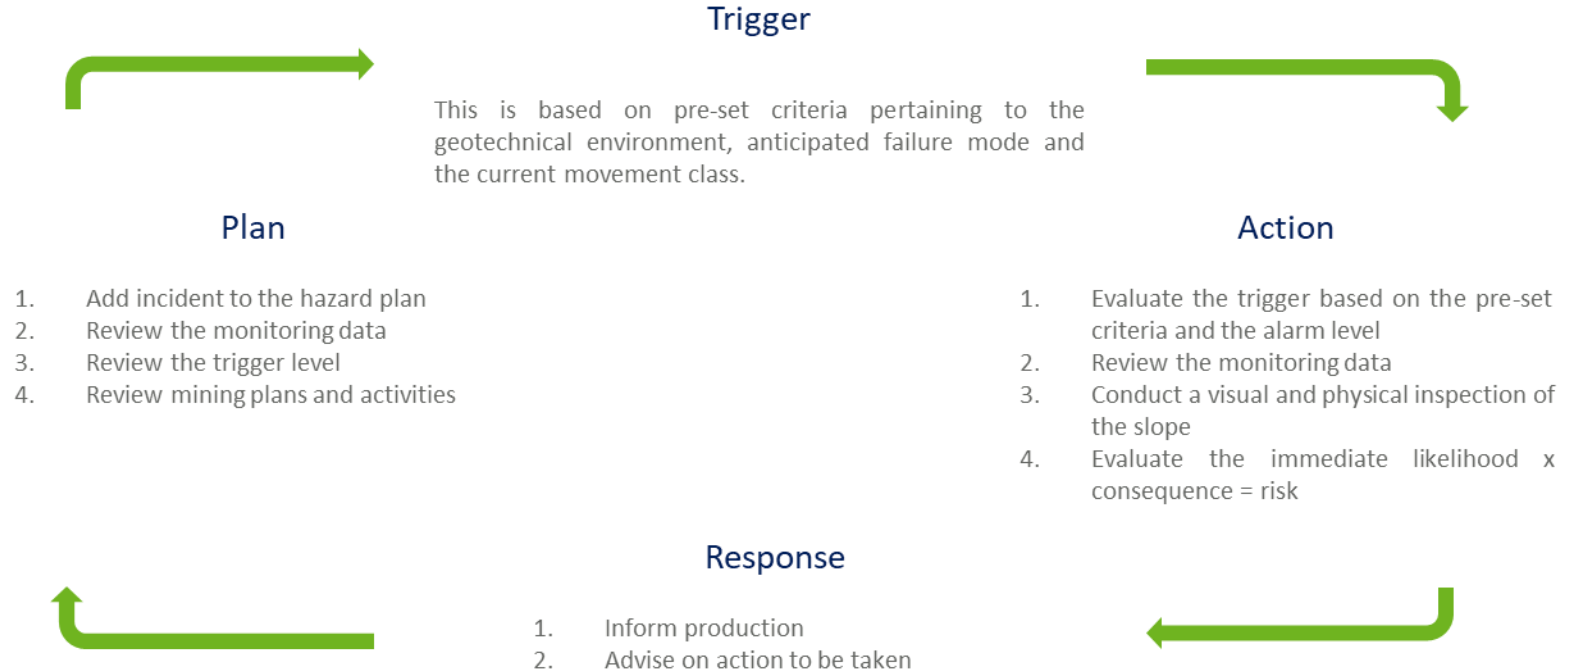 Trigger
This is based on pre-set criteria pertaining to the
geotechnical environment, anticipated failure mode and
the current movement class.
Plan
1. Add incident to the hazard plan
2. Review the monitoring data
3. Review the trigger level
4. Review mining plans and activities
Action
1. Evaluate the trigger based on the pre-set
criteria and the alarm level
2. Review the monitoring data
3. Conduct a visual and physical inspection of
the slope
4. Evaluate the immediate likelihood x
consequence = risk
Response
1. Inform production
2. Advise on action to be taken